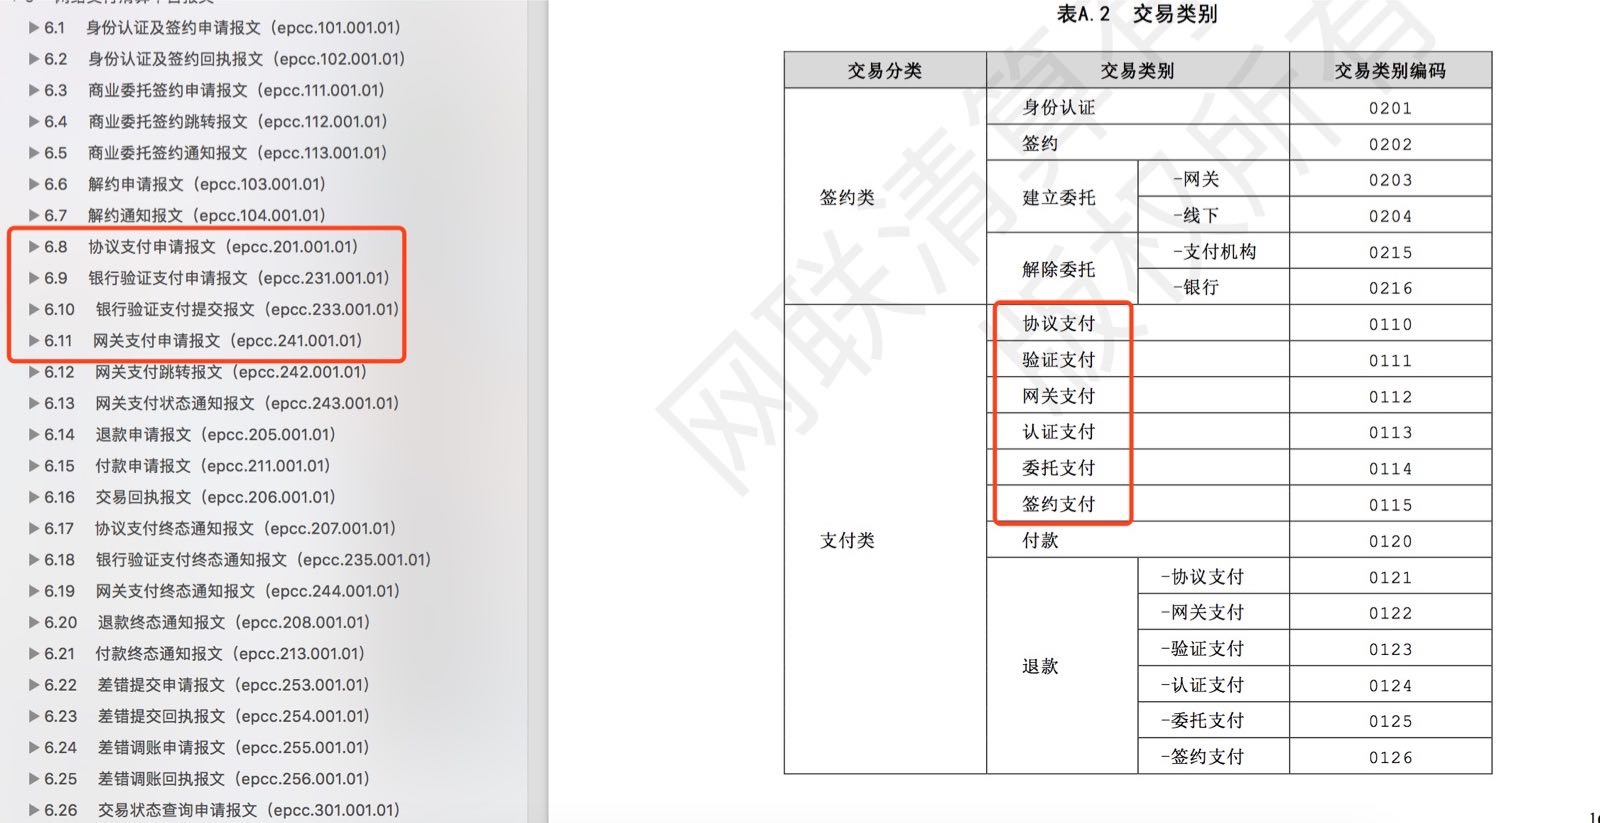 6.1 身份认证及签约申请报文（epcc.101.001.01）
6.2 身份认证及签约回执报文（epcc.102.001.01）
6.3 商业委托签约申请报文（epcc.111.001.01）
6.4 商业委托签约跳转报文（epcc.112.001.01）
6.5 商业委托签约通知报文（epcc.113.001.01）
6.6 解约申请报文（epcc.103.001.01）
6.7 解约通知报文（epcc.104.001.01）
6.8 协议支付申请报文（epcc.201.001.01）
6.9 银行验证支付申请报文（epcc.231.001.01）
6.10 银行验证支付提交报文（epcc.233.001.01）
6.11 网关支付申请报文（epcc.241.001.01）
6.12 网关支付跳转报文（epcc.242.001.01）
6.13 网关支付状态通知报文（epcc.243.001.01）
6.14 退款申请报文（epcc.205.001.01）
6.15 付款申请报文（epcc.211.001.01）
6.16 交易回执报文（epcc.206.001.01）
6.17 协议支付终态通知报文（epcc.207.001.01）
6.18 银行验证支付终态通知报文（epcc.235.001.01）
6.19 网关支付终态通知报文（epcc.244.001.01）
6.20 退款终态通知报文（epcc.208.001.01）
6.21 付款终态通知报文（epcc.213.001.01）
6.22 差错提交申请报文（epcc.253.001.01）
6.23 差错提交回执报文（epcc.254.001.01）
6.24 差错调账申请报文（epcc.255.001.01）
6.25 差错调账回执报文（epcc.256.001.01）
6.26 交易状态查询申请报文（epcc.301.001.01）
表A.2 交易类别
交易分类 交易类别 交易类别编码
签约类
身份认证 0201
签约 0202
建立委托
-网关 0203
-线下 0204
解除委托
-支付机构 0215
-银行 0216
支付类
协议支付 0110
验证支付 0111
网关支付 0112
认证支付 0113
委托支付 0114
签约支付 0115
付款 0120
退款
-协议支付 0121
-网关支付 0122
-验证支付 0123
-认证支付 0124
-委托支付 0125
-签约支付 0126
网联清算有
版权所有